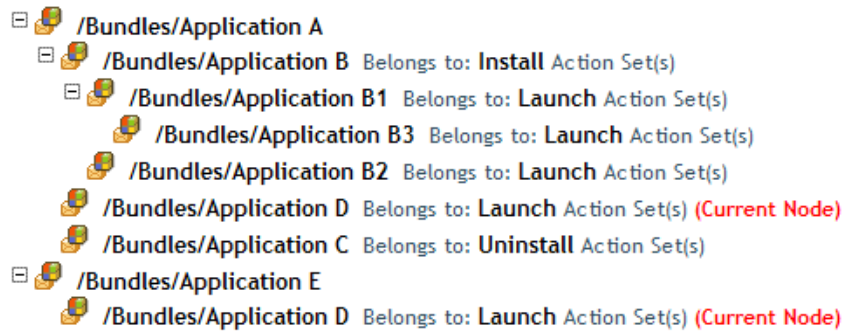 /Bundles/Application A
/Bundles/Application B Belongs to: Install Action Set(s)
/Bundles/Application B1 Belongs to: Launch Action Set(s)
/Bundles/Application B3 Belongs to: Launch Action Set(s)
/Bundles/Application B2 Belongs to: Launch Action Set(s)
/Bundles/Application D Belongs to: Launch Action Set(s) (Current Node)
/Bundles/Application C Belongs to: Uninstall Action Set(s)
/Bundles/Application E
/Bundles/Application D Belongs to: Launch Action Set(s) (Current Node)